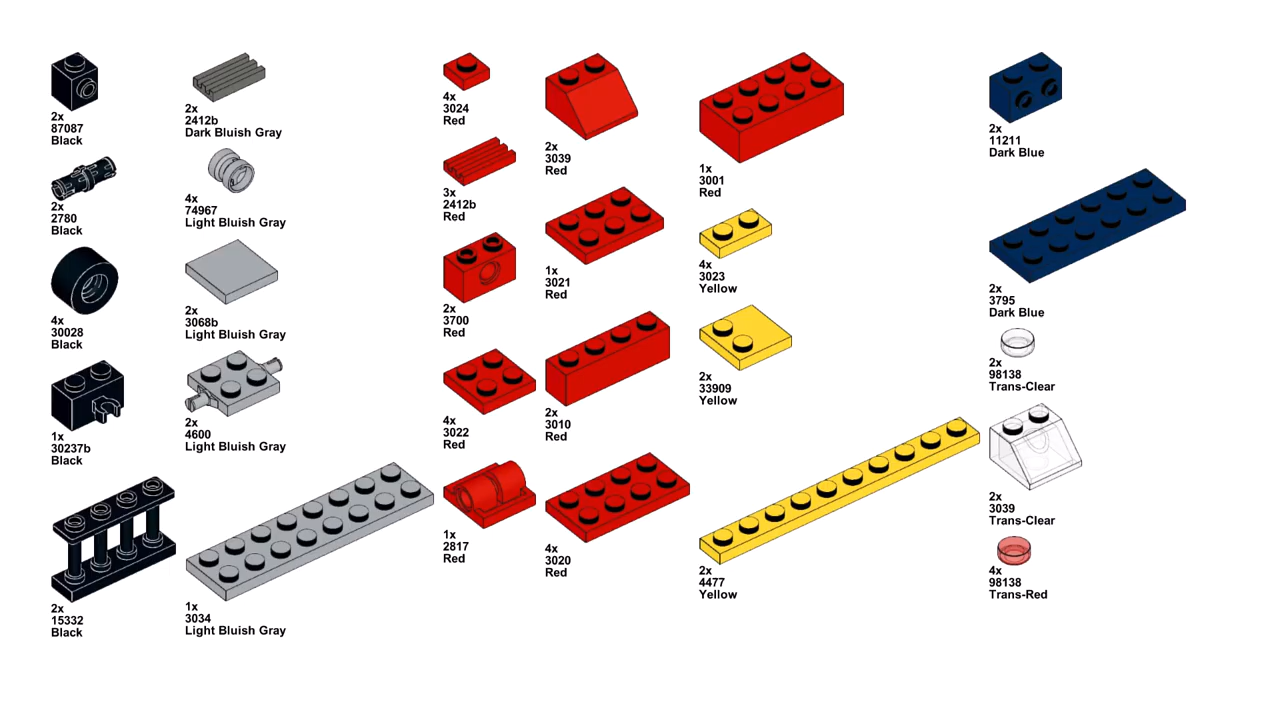 2x
87087
Black
2x
2780
Black
4x
30028
Black
1x
30237b
Black
2x
15332
Black
2x
2412b
Dark Bluish Gray
4x
74967
Light Bluish Gray
2x
3068b
Light Bluish Gray
2x
4600
Light Bluish Gray
1x
3034
Light Bluish Gray
4x
3024
Red
3x
2412b
Red
2x
3700
Red
4x
3022
Red
1x
2817
Red
2x
3039
Red
1x
3021
Red
2x
3010
Red
4x
3020
Red
1x
3001
Red
4x
3023
Yellow
2x
33909
Yellow
2x
4477
Yellow
2x
11211
Dark Blue
2x
3795
Dark Blue
2x
98138
Trans-Clear
2x
3039
Trans-Clear
4x
98138
Trans-Red